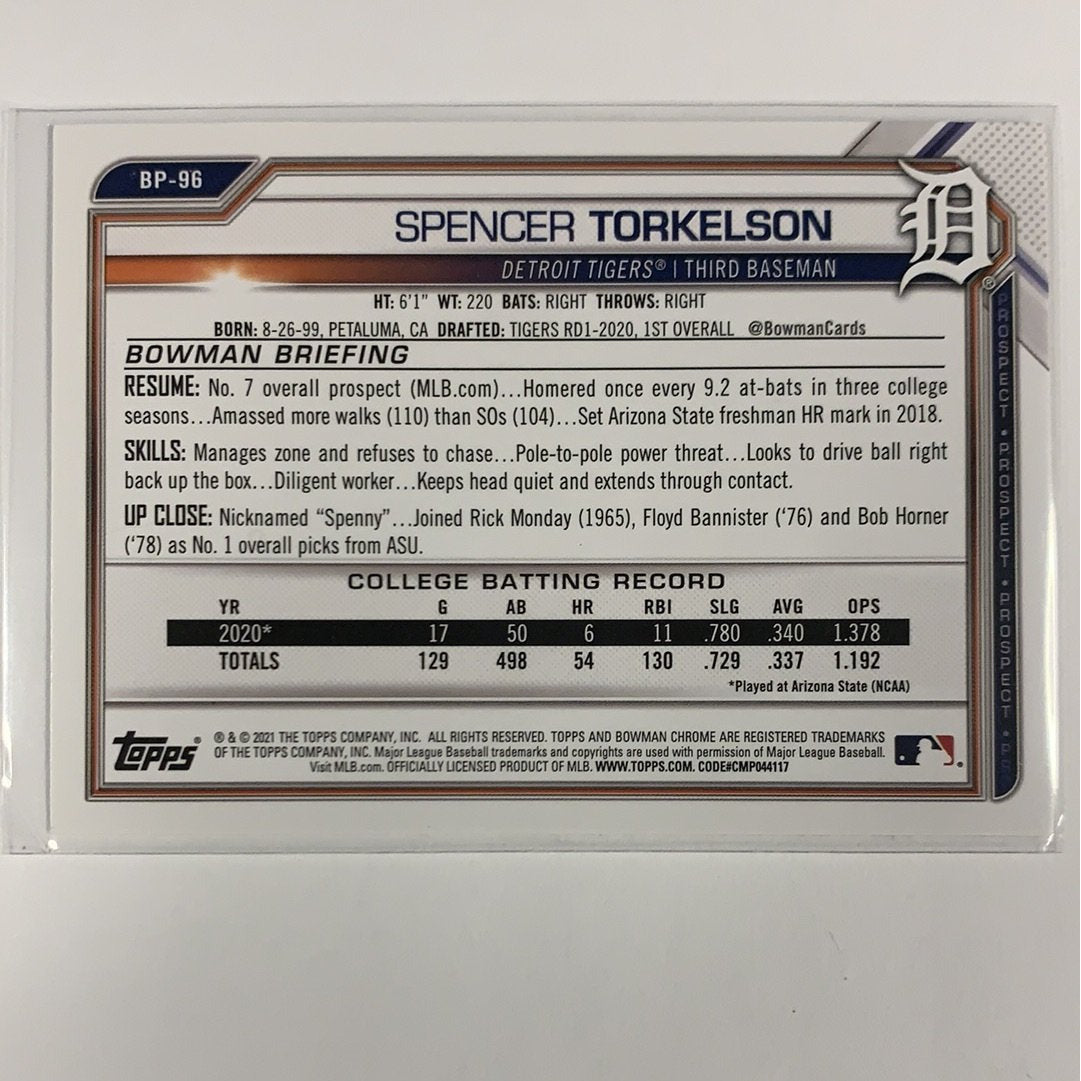 BP-96
SPENCER TORKELSON
D
DETROIT TIGERS® | THIRD BASEMAN
HT: 6'1" WT: 220 BATS: RIGHT THROWS: RIGHT
BORN: 8-26-99, PETALUMA, CA DRAFTED: TIGERS RD1-2020, 1ST OVERALL @BowmanCards
BOWMAN BRIEFING
RESUME: No. 7 overall prospect (MLB.com)...Homered once every 9.2 at-bats in three college
seasons...Amassed more walks (110) than SOs (104)...Set Arizona State freshman HR mark in 2018.
SKILLS: Manages zone and refuses to chase...Pole-to-pole power threat...Looks to drive ball right
back up the box...Diligent worker...Keeps head quiet and extends through contact.
UP CLOSE: Nicknamed “Spenny”...Joined Rick Monday (1965), Floyd Bannister (‘76) and Bob Horner
(‘78) as No. 1 overall picks from ASU.
COLLEGE BATTING RECORD
YR G AB HR RBI SLG AVG OPS
2020* 17 50 6 11 .780 .340 1.378
TOTALS 129 498 54 130 .729 .337 1.192
*Played at Arizona State (NCAA)
TOPPS® ® & © 2021 THE TOPPS COMPANY, INC. ALL RIGHTS RESERVED. TOPPS AND BOWMAN CHROME ARE REGISTERED TRADEMARKS
OF THE TOPPS COMPANY, INC. Major League Baseball trademarks and copyrights are used with permission of Major League Baseball.
Visit MLB.com. OFFICIALLY LICENSED PRODUCT OF MLB. WWW.TOPPS.COM. CODE#CMP044117
PROSPECT • PROSPECT • PROSPECT • PS